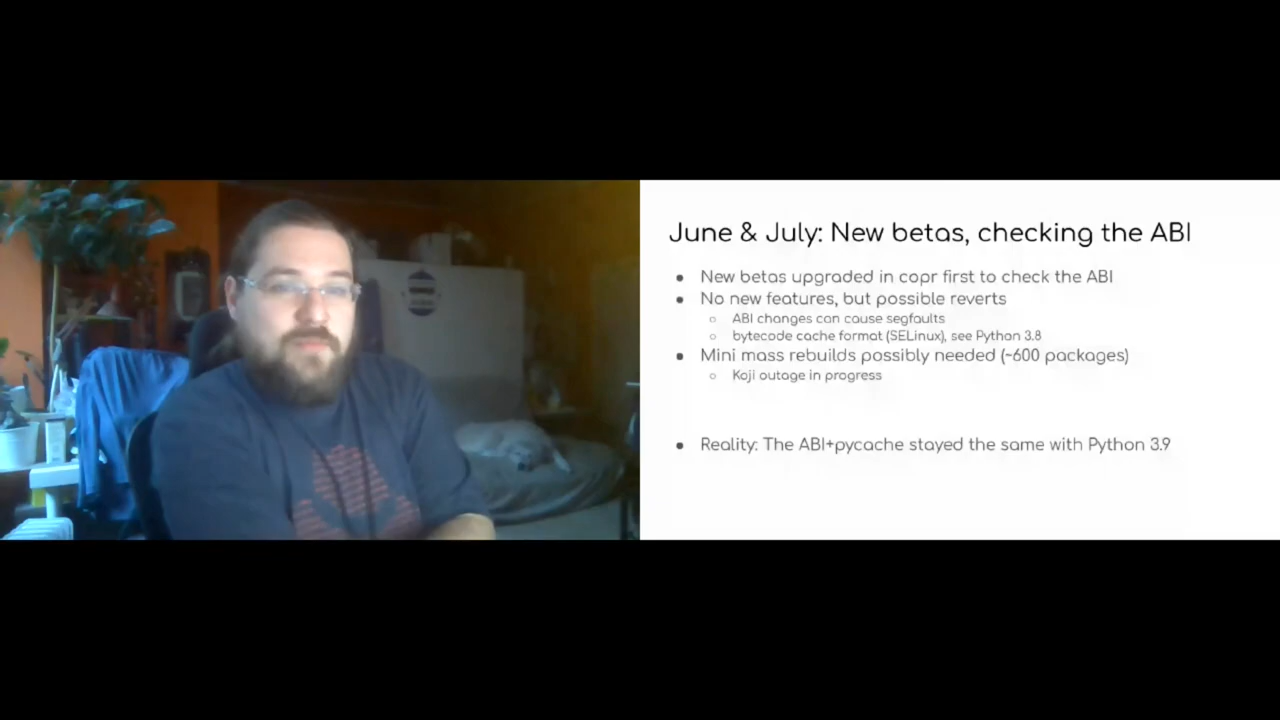 June & July: New betas, checking the ABI
New betas upgraded in copr first to check the ABI
No new features, but possible reverts
ABI changes can cause segfaults
bytecode cache format (SELinux), see Python 3.8
Mini mass rebuilds possibly needed (~600 packages)
Koji outage in progress
Reality: The ABI+pycache stayed the same with Python 3.9